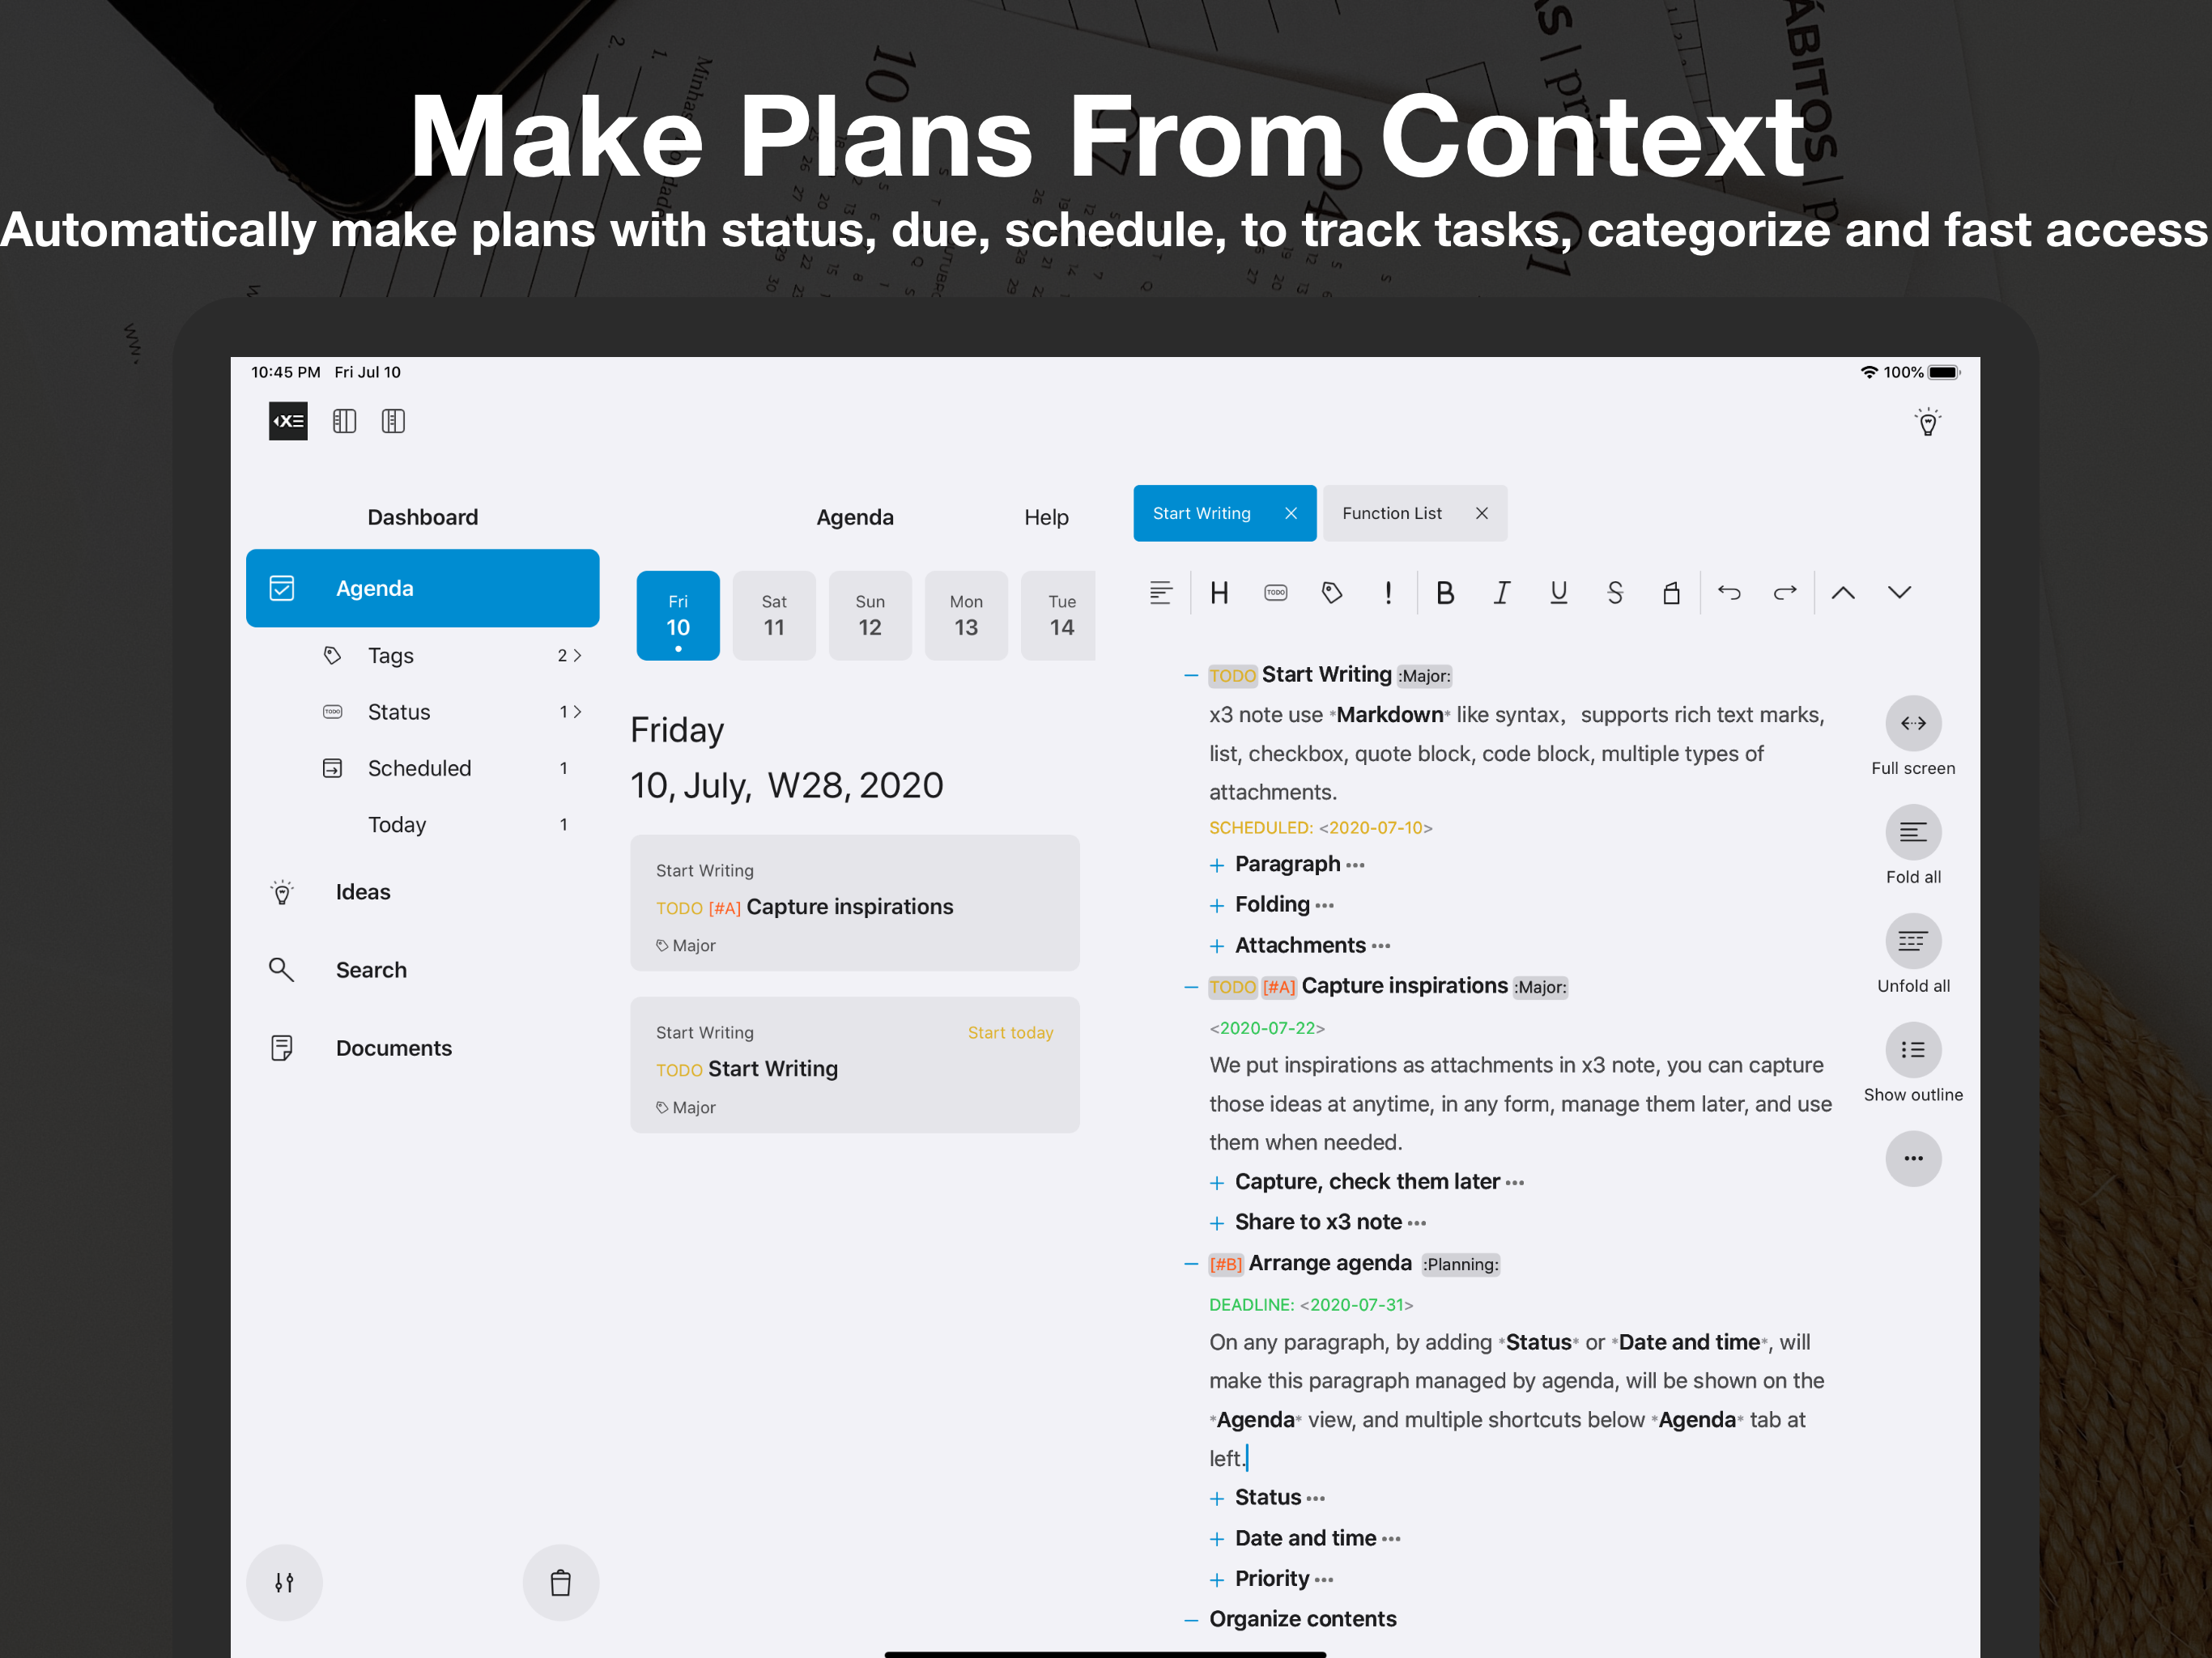 Make Plans From Context
Automatically make plans with status, due, schedule, to track tasks, categorize and fast access
10:45 PM Fri Jul 10
100%
Dashboard
Agenda
Tags 2
Status 1
Scheduled 1
Today 1
Ideas
Search
Documents
Agenda Help
Fri 10
Sat 11
Sun 12
Mon 13
Tue 14
Friday
10, July, W28, 2020
Start Writing
TODO [#A] Capture inspirations
Major
Start Writing Start today
TODO Start Writing
Major
Start Writing
Function List
H TODO ! B I U S
TODO Start Writing :Major:
x3 note use *Markdown* like syntax, supports rich text marks,
list, checkbox, quote block, code block, multiple types of
attachments.
SCHEDULED: <2020-07-10>
+ Paragraph •••
+ Folding •••
+ Attachments •••
TODO [#A] Capture inspirations :Major:
<2020-07-22>
We put inspirations as attachments in x3 note, you can capture
those ideas at anytime, in any form, manage them later, and use
them when needed.
+ Capture, check them later •••
+ Share to x3 note •••
[#B] Arrange agenda :Planning:
DEADLINE: <2020-07-31>
On any paragraph, by adding *Status* or *Date and time*, will
make this paragraph managed by agenda, will be shown on the
*Agenda* view, and multiple shortcuts below *Agenda* tab at
left.
+ Status •••
+ Date and time •••
+ Priority •••
Organize contents
Full screen
Fold all
Unfold all
Show outline